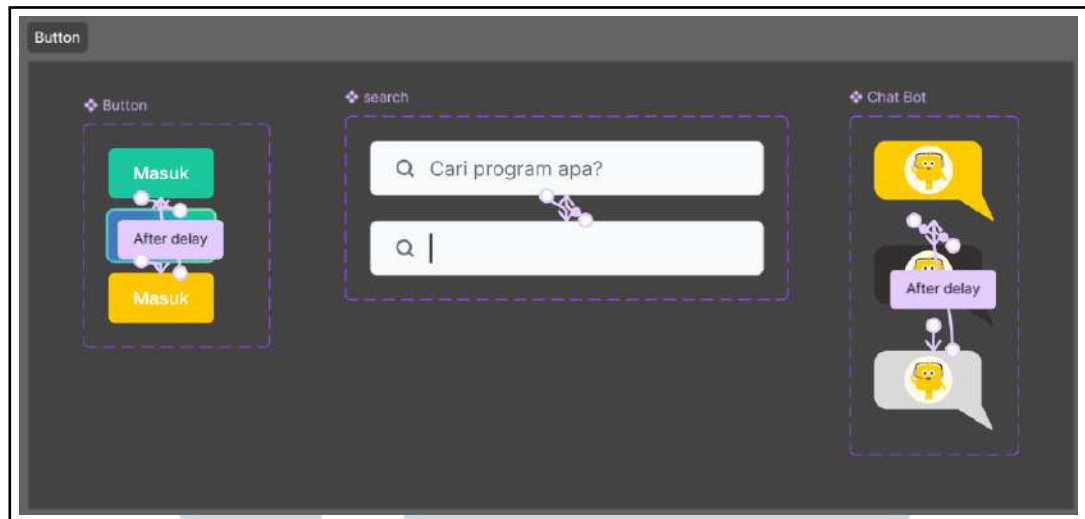 Button
Button
search
Chat Bot
Masuk
After delay
Masuk
Cari program apa?
After delay